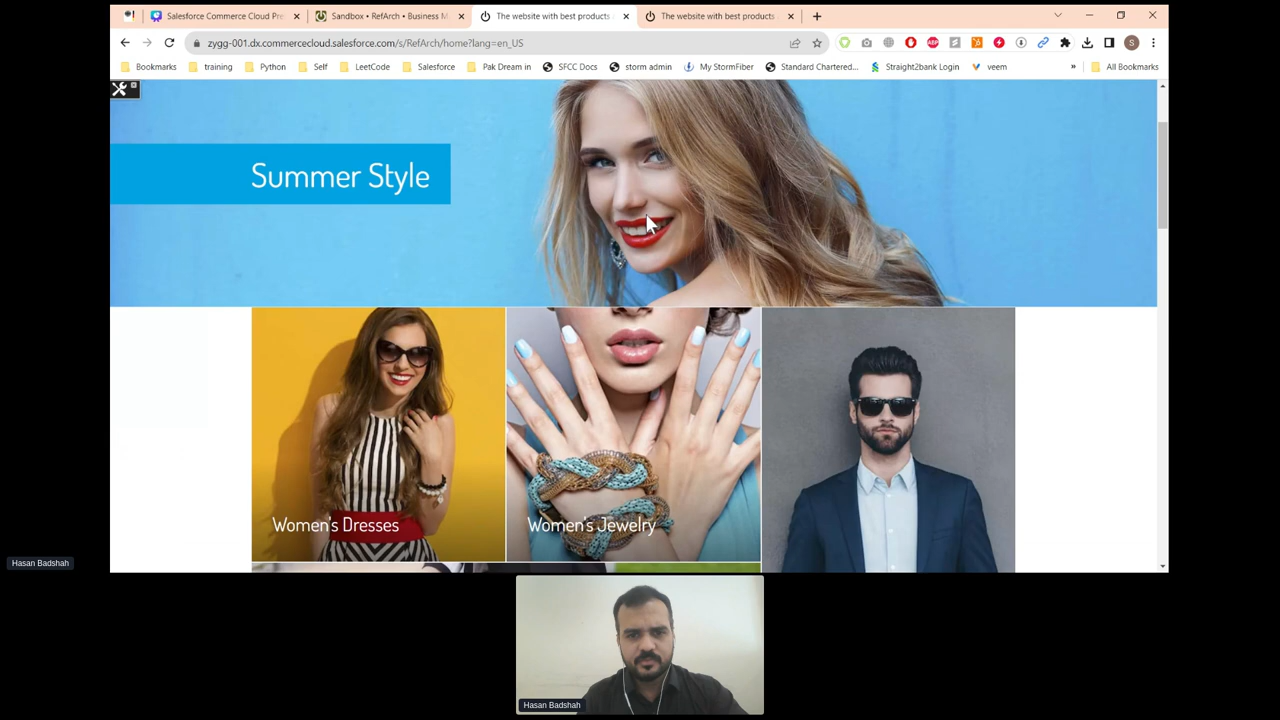 Salesforce Commerce Cloud Pre
Sandbox • RefArch • Business M
The website with best products
The website with best products
zygg-001.dx.commercecloud.salesforce.com/s/RefArch/home?lang=en_US
S
Bookmarks
training
Python
Self
LeetCode
Salesforce
Pak Dream in
SFCC Docs
storm admin
My StormFiber
Standard Chartered...
Straight2bank Login
veem
»
All Bookmarks
Summer Style
Women's Dresses
Women's Jewelry
Hasan Badshah
Hasan Badshah